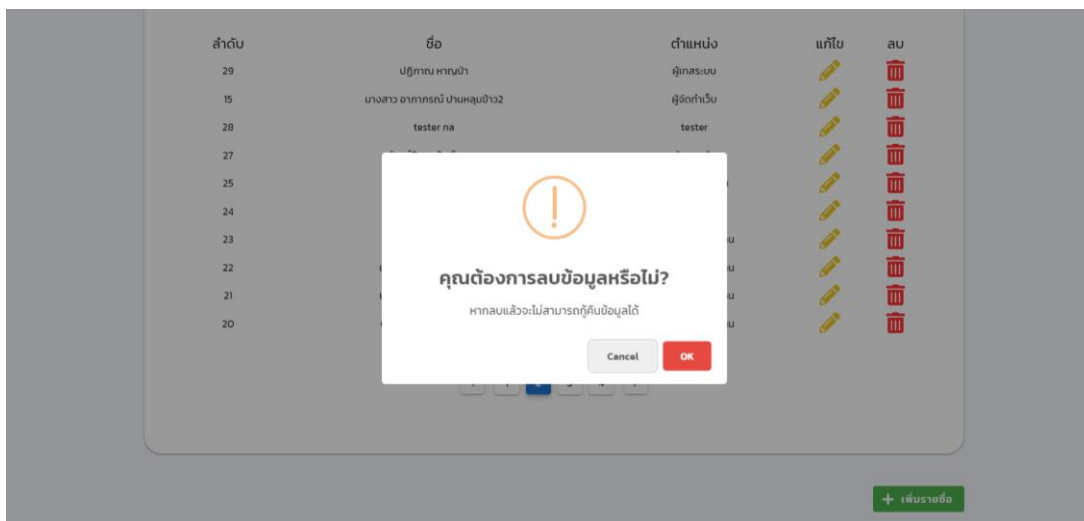 ลำดับ ชื่อ ตำแหน่ง แก้ไข ลบ
29 ปฏิภาณ หาญป่า ผู้เทสระบบ
15 นางสาว อาภาภรณ์ ปานหลุมข้าว2 ผู้จัดทำเว็บ
28 tester na tester
27
25
24
23 น
22 น
21 น
20 น
คุณต้องการลบข้อมูลหรือไม่?
หากลบแล้วจะไม่สามารถกู้คืนข้อมูลได้
Cancel OK
+ เพิ่มรายชื่อ